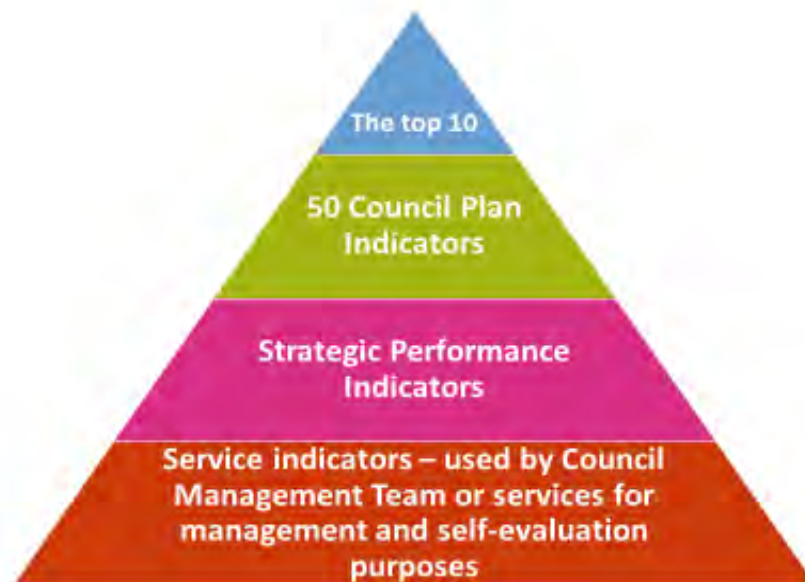 The top 10
50 Council Plan
Indicators
Strategic Performance
Indicators
Service indicators – used by Council
Management Team or services for
management and self-evaluation
purposes